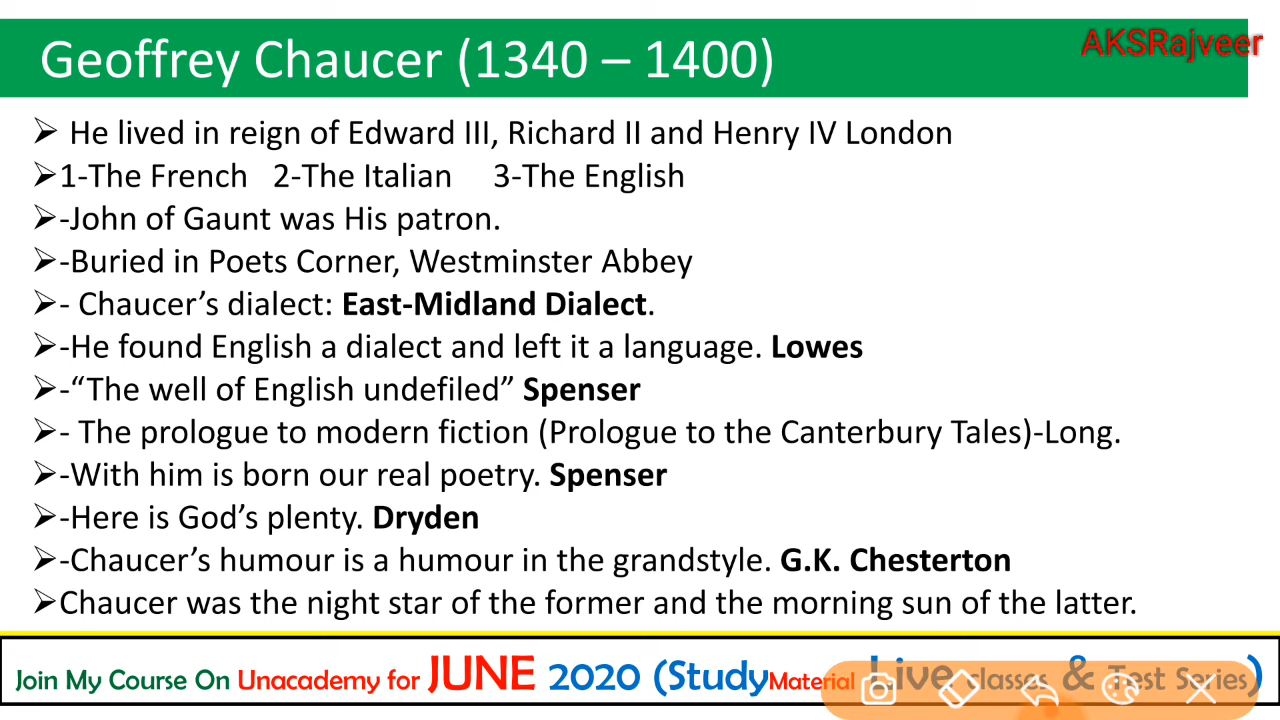 Geoffrey Chaucer (1340 – 1400)
AKSRajveer
➢ He lived in reign of Edward III, Richard II and Henry IV London
➢1-The French 2-The Italian 3-The English
➢-John of Gaunt was His patron.
➢-Buried in Poets Corner, Westminster Abbey
➢- Chaucer’s dialect: East-Midland Dialect.
➢-He found English a dialect and left it a language. Lowes
➢-“The well of English undefiled” Spenser
➢- The prologue to modern fiction (Prologue to the Canterbury Tales)-Long.
➢-With him is born our real poetry. Spenser
➢-Here is God’s plenty. Dryden
➢-Chaucer’s humour is a humour in the grandstyle. G.K. Chesterton
➢Chaucer was the night star of the former and the morning sun of the latter.
Join My Course On Unacademy for JUNE 2020 (StudyMaterial Live classes & Test Series)